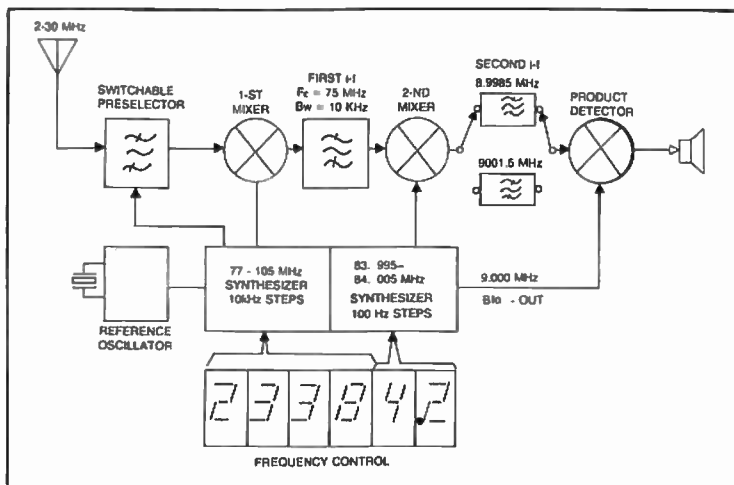 2-30 MHz
SWITCHABLE
PRESELECTOR
1-ST
MIXER
FIRST i-f
Fc = 75 MHz
Bw = 10 KHz
2-ND
MIXER
SECOND i-f
8.9985 MHz
9001.5 MHz
PRODUCT
DETECTOR
REFERENCE
OSCILLATOR
77 - 105 MHz
SYNTHESIZER
10kHz STEPS
83. 995-
84. 005 MHz
SYNTHESIZER
100 Hz STEPS
9.000 MHz
Bfo - OUT
23384.2
FREQUENCY CONTROL